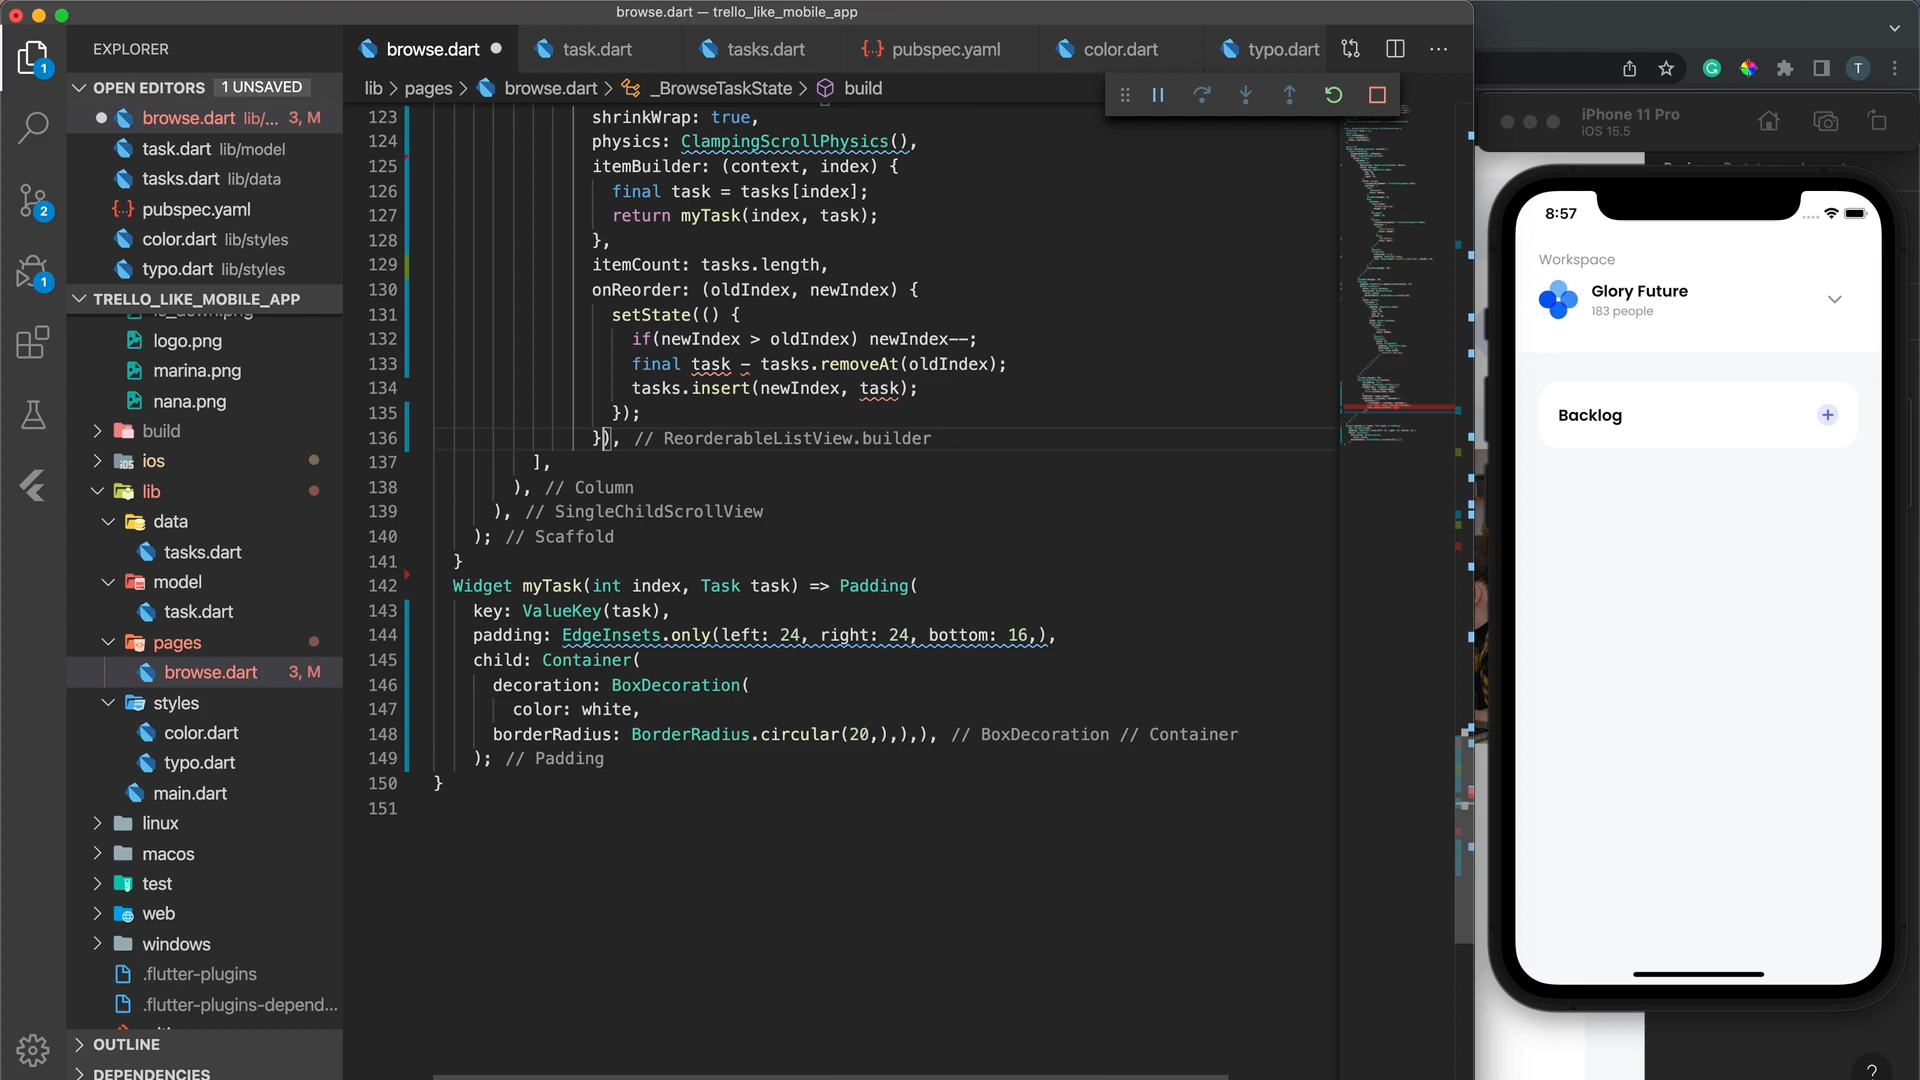 browse.dart — trello_like_mobile_app
EXPLORER
browse.dart
task.dart
tasks.dart
{·} pubspec.yaml
color.dart
typo.dart
OPEN EDITORS 1 UNSAVED
browse.dart lib/... 3, M
task.dart lib/model
tasks.dart lib/data
{·} pubspec.yaml
color.dart lib/styles
typo.dart lib/styles
TRELLO_LIKE_MOBILE_APP
logo.png
marina.png
nana.png
build
ios
lib
data
tasks.dart
model
task.dart
pages
browse.dart 3, M
styles
color.dart
typo.dart
main.dart
linux
macos
test
web
windows
.flutter-plugins
.flutter-plugins-depend...
OUTLINE
DEPENDENCIES
1
2
1
lib > pages > browse.dart > _BrowseTaskState > build
123 shrinkWrap: true,
124 physics: ClampingScrollPhysics(),
125 itemBuilder: (context, index) {
126 final task = tasks[index];
127 return myTask(index, task);
128 },
129 itemCount: tasks.length,
130 onReorder: (oldIndex, newIndex) {
131 setState(() {
132 if(newIndex > oldIndex) newIndex--;
133 final task - tasks.removeAt(oldIndex);
134 tasks.insert(newIndex, task);
135 });
136 }), // ReorderableListView.builder
137 ],
138 ), // Column
139 ), // SingleChildScrollView
140 ); // Scaffold
141 }
142 Widget myTask(int index, Task task) => Padding(
143 key: ValueKey(task),
144 padding: EdgeInsets.only(left: 24, right: 24, bottom: 16,),
145 child: Container(
146 decoration: BoxDecoration(
147 color: white,
148 borderRadius: BorderRadius.circular(20,),),), // BoxDecoration // Container
149 ); // Padding
150 }
151
T
iPhone 11 Pro
iOS 15.5
8:57
Workspace
Glory Future
183 people
Backlog
+
?